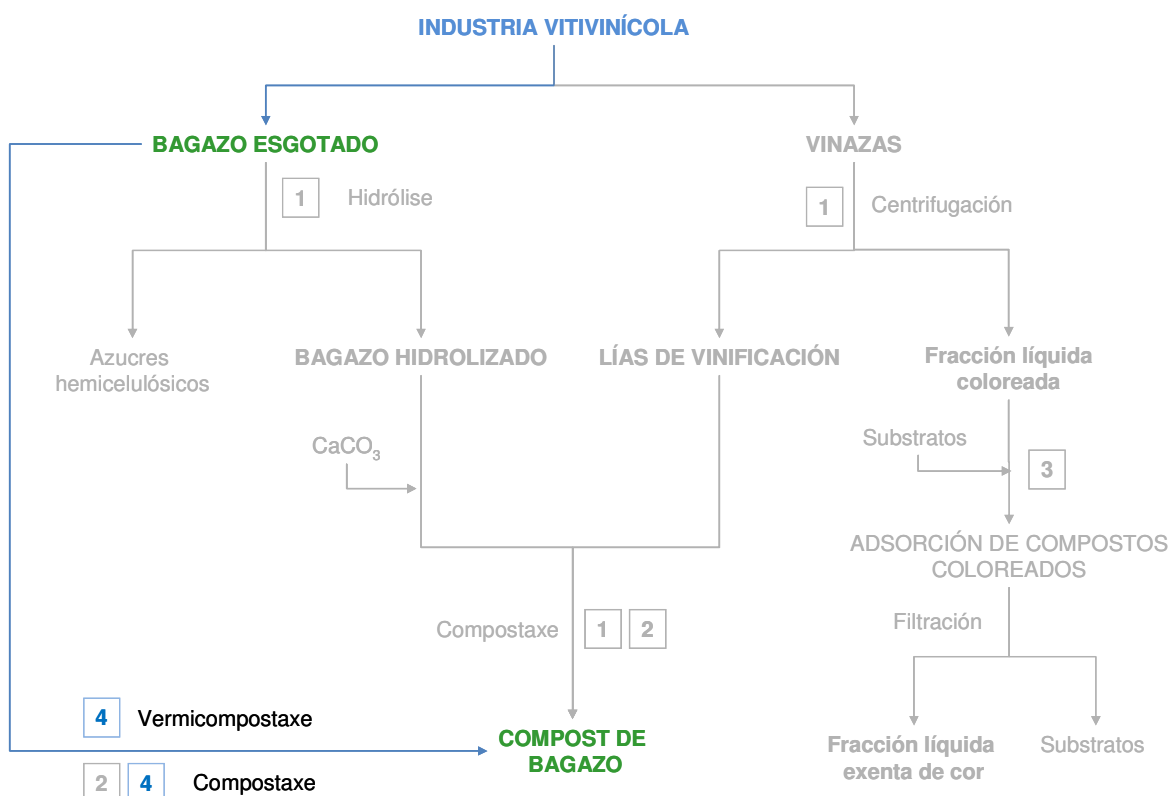 INDUSTRIA VITIVINÍCOLA
BAGAZO ESGOTADO
VINAZAS
1
Hidrólise
1
Centrifugación
Azucres
hemicelulósicos
BAGAZO HIDROLIZADO
LÍAS DE VINIFICACIÓN
Fracción líquida
coloreada
CaCO3
Substratos
3
ADSORCIÓN DE COMPOSTOS
COLOREADOS
Compostaxe
1
2
Filtración
4
Vermicompostaxe
COMPOST DE
BAGAZO
Fracción líquida
exenta de cor
Substratos
2
4
Compostaxe